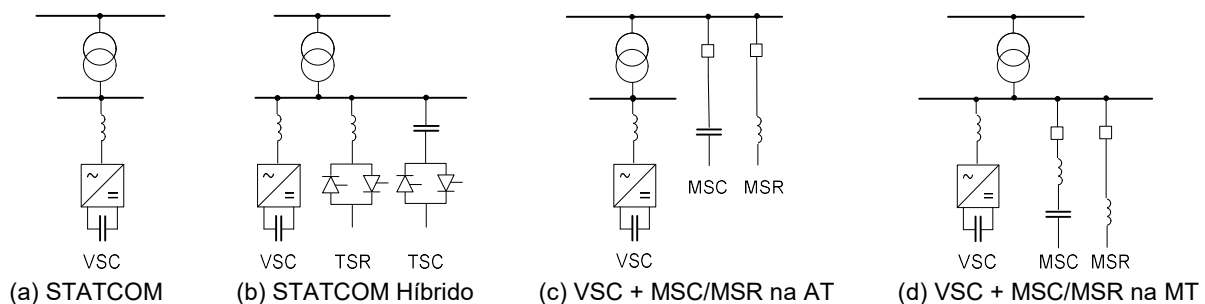 MSC MSR
VSC VSC TSR TSC VSC VSC MSC MSR
(a) STATCOM (b) STATCOM Híbrido (c) VSC + MSC/MSR na AT (d) VSC + MSC/MSR na MT